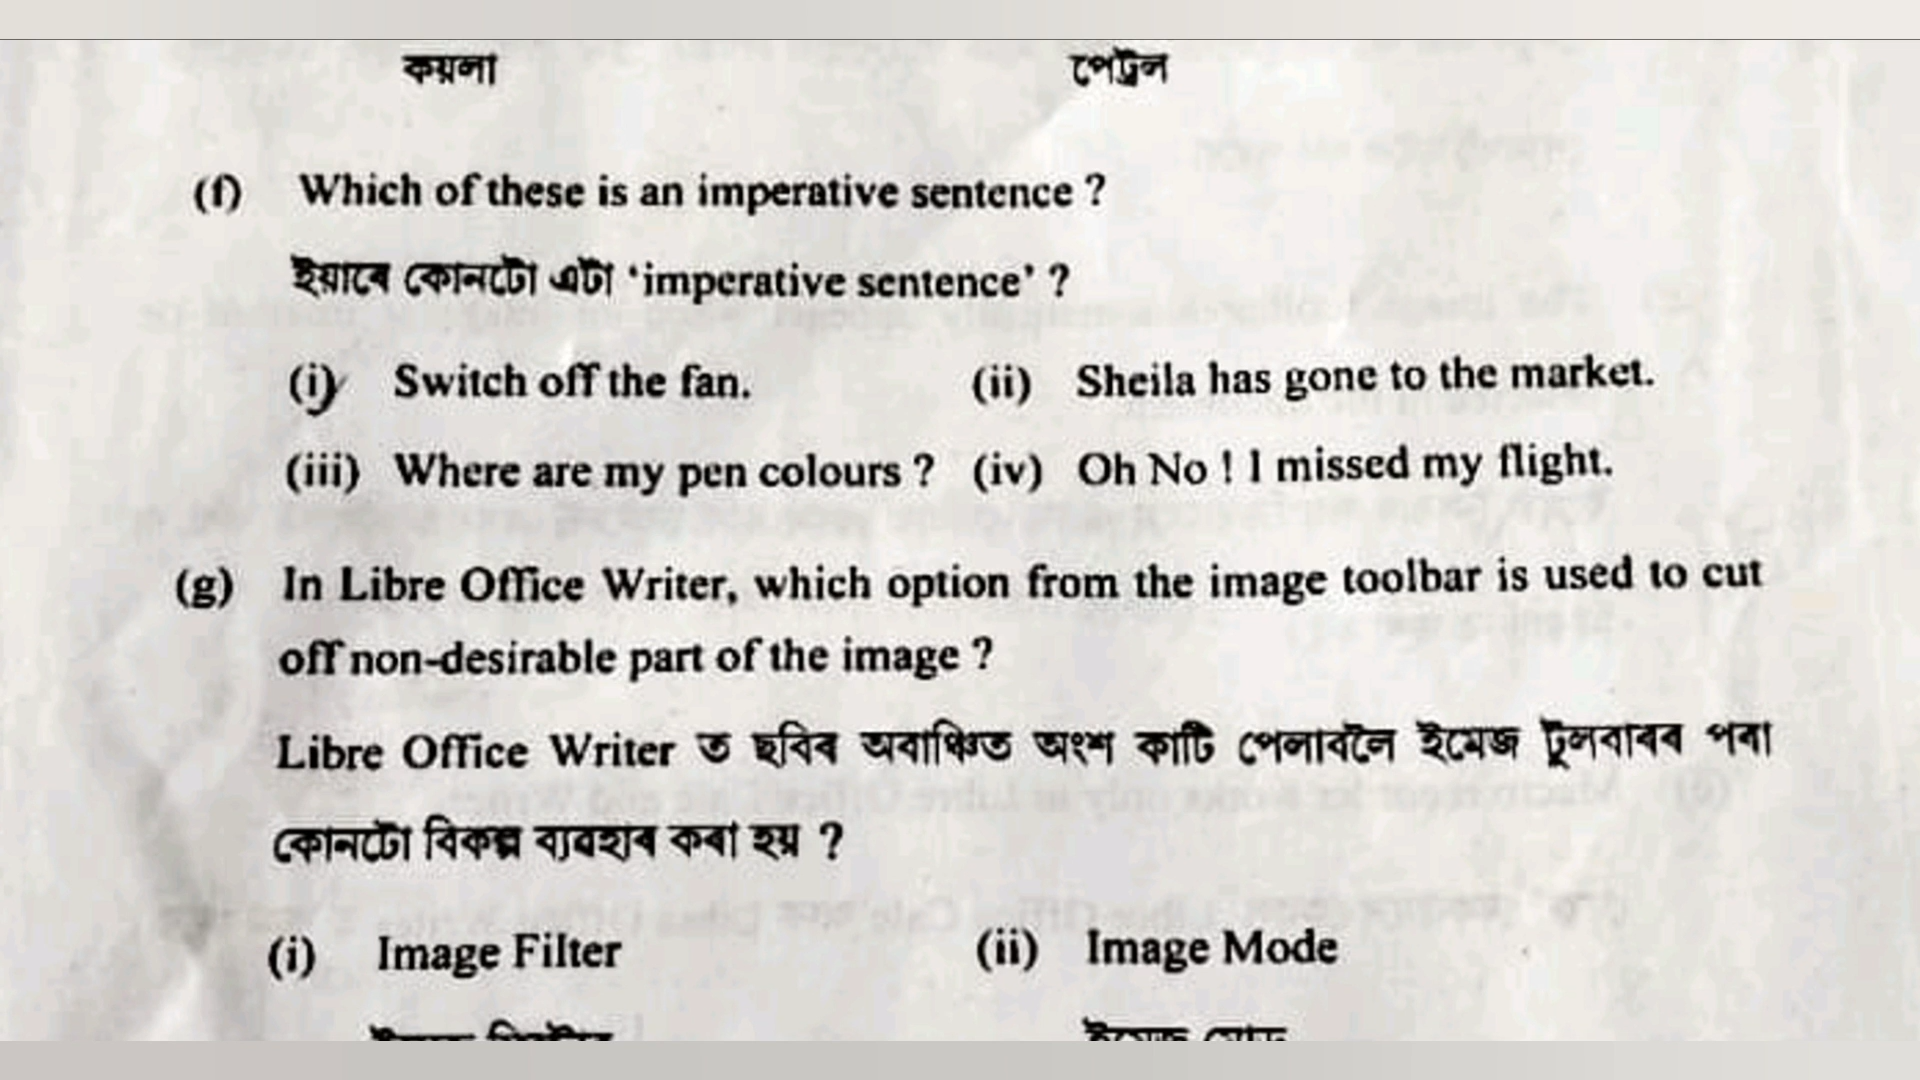 কয়লা পেট্ৰল
(f) Which of these is an imperative sentence ?
ইয়াৰে কোনটো এটা ‘imperative sentence’ ?
(i) Switch off the fan. (ii) Sheila has gone to the market.
(iii) Where are my pen colours ? (iv) Oh No ! I missed my flight.
(g) In Libre Office Writer, which option from the image toolbar is used to cut
off non-desirable part of the image ?
Libre Office Writer ত ছবিৰ অবাঞ্চিত অংশ কাটি পেলাবলৈ ইমেজ টুলবাৰৰ পৰা
কোনটো বিকল্প ব্যৱহাৰ কৰা হয় ?
(i) Image Filter (ii) Image Mode